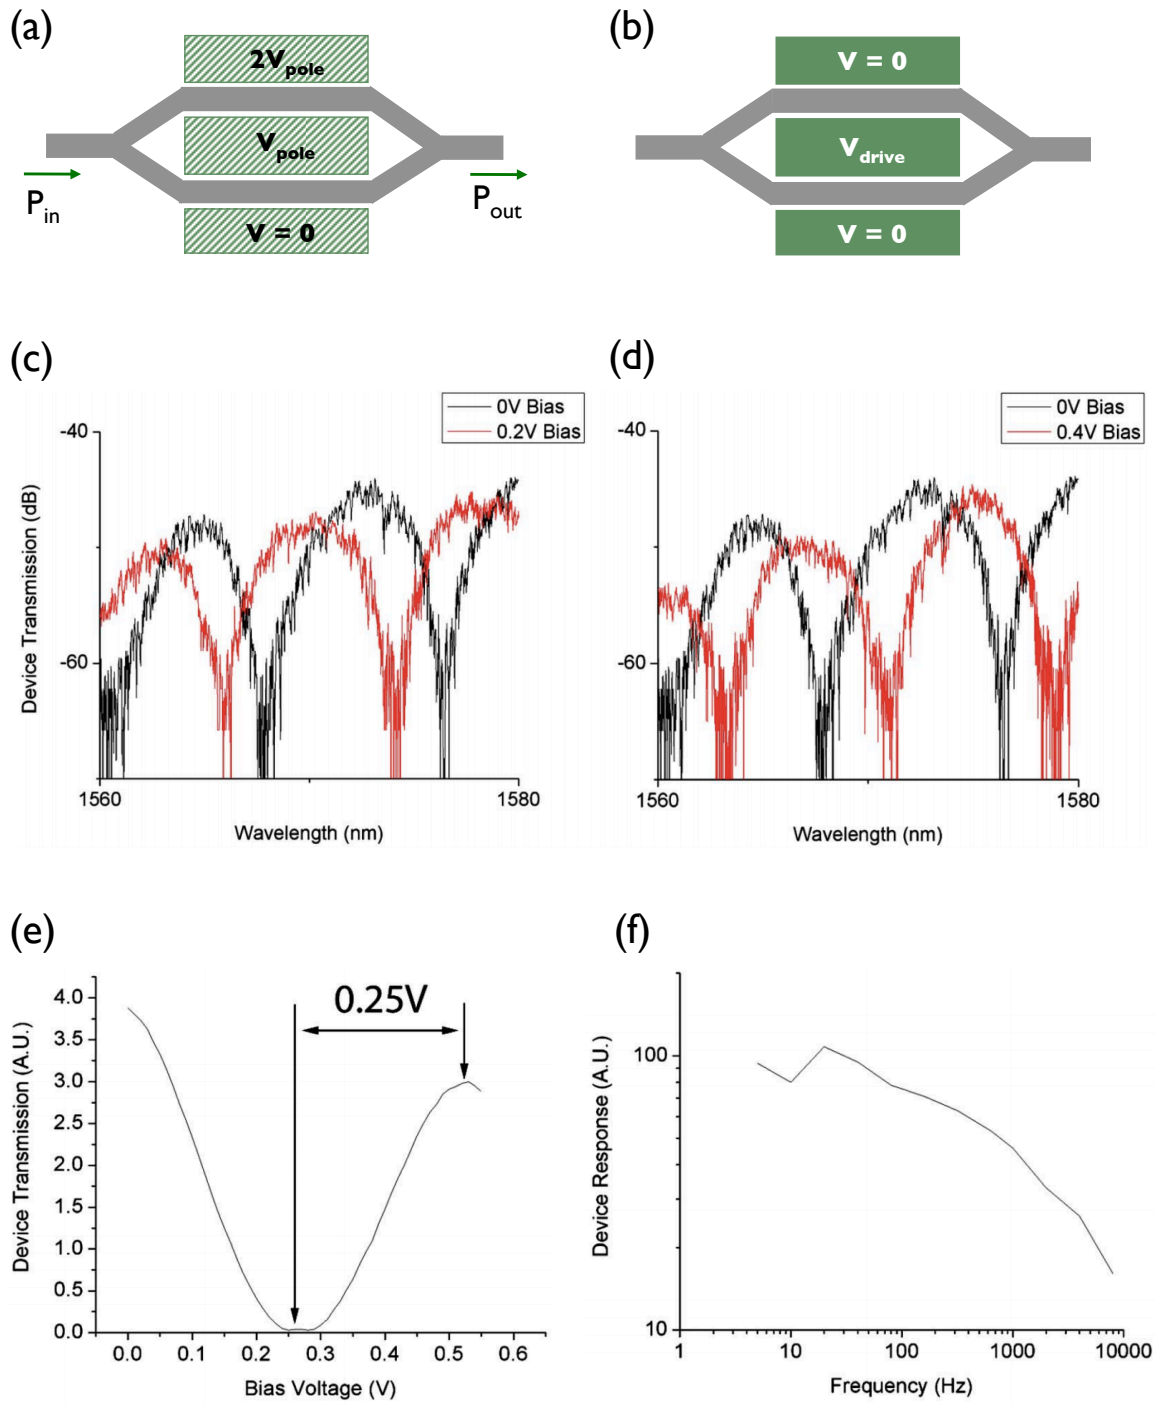 (a)
2Vpole
Vpole
V = 0
Pin
Pout
(b)
V = 0
Vdrive
V = 0
(c)
0V Bias
0.2V Bias
-40
-60
Device Transmission (dB)
1560
1580
Wavelength (nm)
(d)
0V Bias
0.4V Bias
-40
-60
1560
1580
Wavelength (nm)
(e)
0.25V
4.0
3.5
3.0
2.5
2.0
1.5
1.0
0.5
0.0
Device Transmission (A.U.)
0.0 0.1 0.2 0.3 0.4 0.5 0.6
Bias Voltage (V)
(f)
100
10
Device Response (A.U.)
1 10 100 1000 10000
Frequency (Hz)